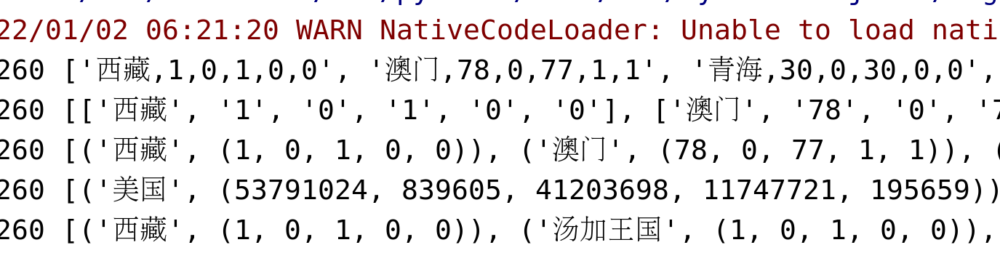 22/01/02 06:21:20 WARN NativeCodeLoader: Unable to load nati
260 ['西藏,1,0,1,0,0', '澳门,78,0,77,1,1', '青海,30,0,30,0,0',
260 [['西藏', '1', '0', '1', '0', '0'], ['澳门', '78', '0', '7
260 [('西藏', (1, 0, 1, 0, 0)), ('澳门', (78, 0, 77, 1, 1)), (
260 [('美国', (53791024, 839605, 41203698, 11747721, 195659))
260 [('西藏', (1, 0, 1, 0, 0)), ('汤加王国', (1, 0, 1, 0, 0)),